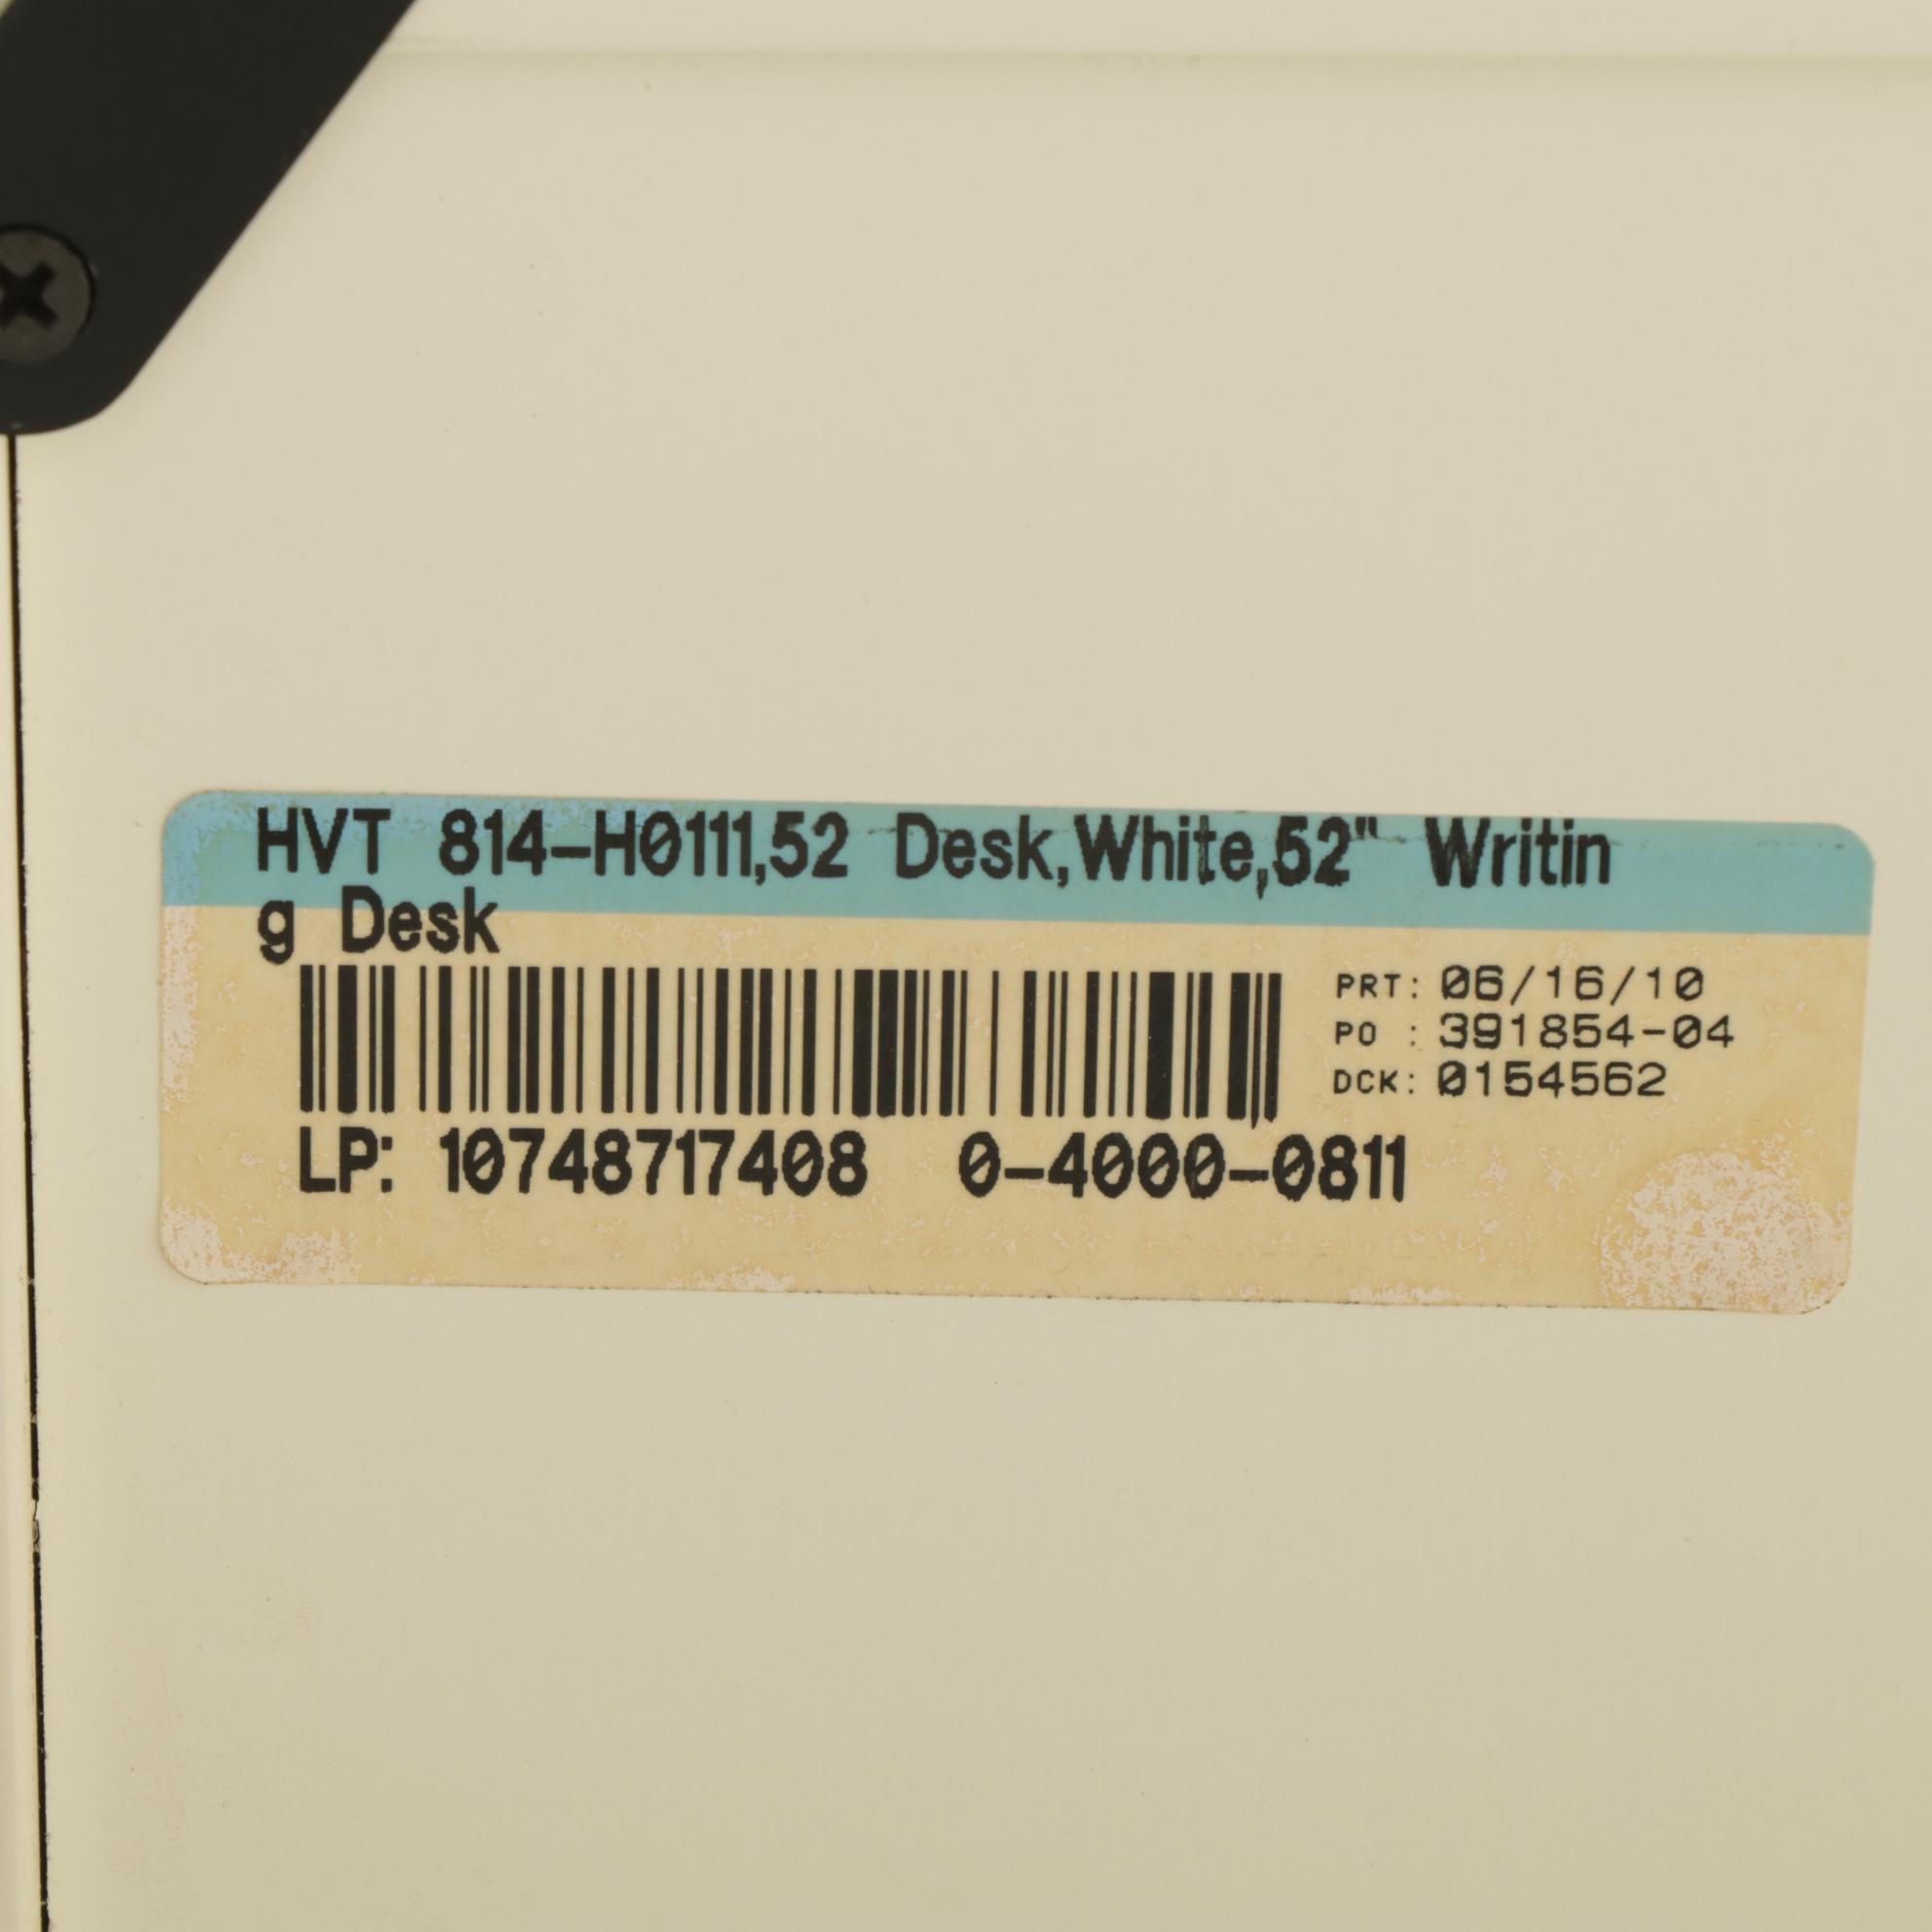 HVT 814-H0111,52 Desk,White,52" Writin
g Desk
PRT: 06/16/10
PO : 391854-04
DCK: 0154562
LP: 10748717408 0-4000-0811